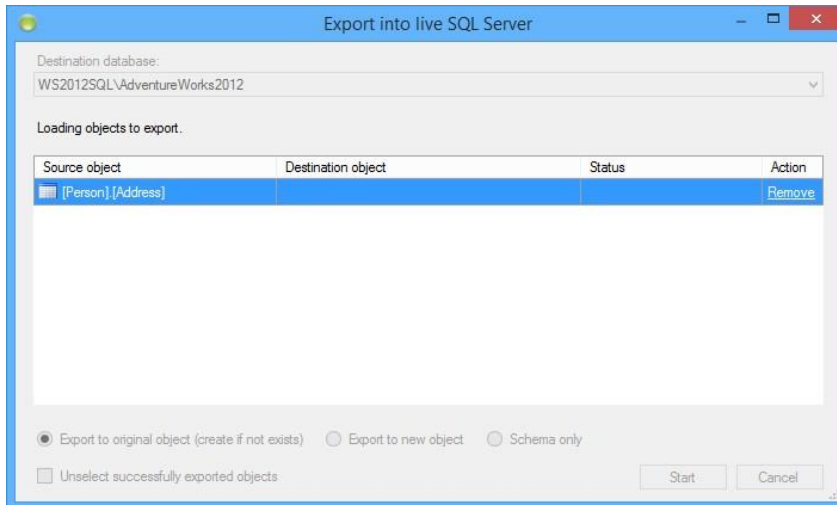 Export into live SQL Server
Destination database:
WS2012SQL\AdventureWorks2012
Loading objects to export.
Source object Destination object Status Action
[Person].[Address] Remove
Export to original object (create if not exists) Export to new object Schema only
Unselect successfully exported objects Start Cancel